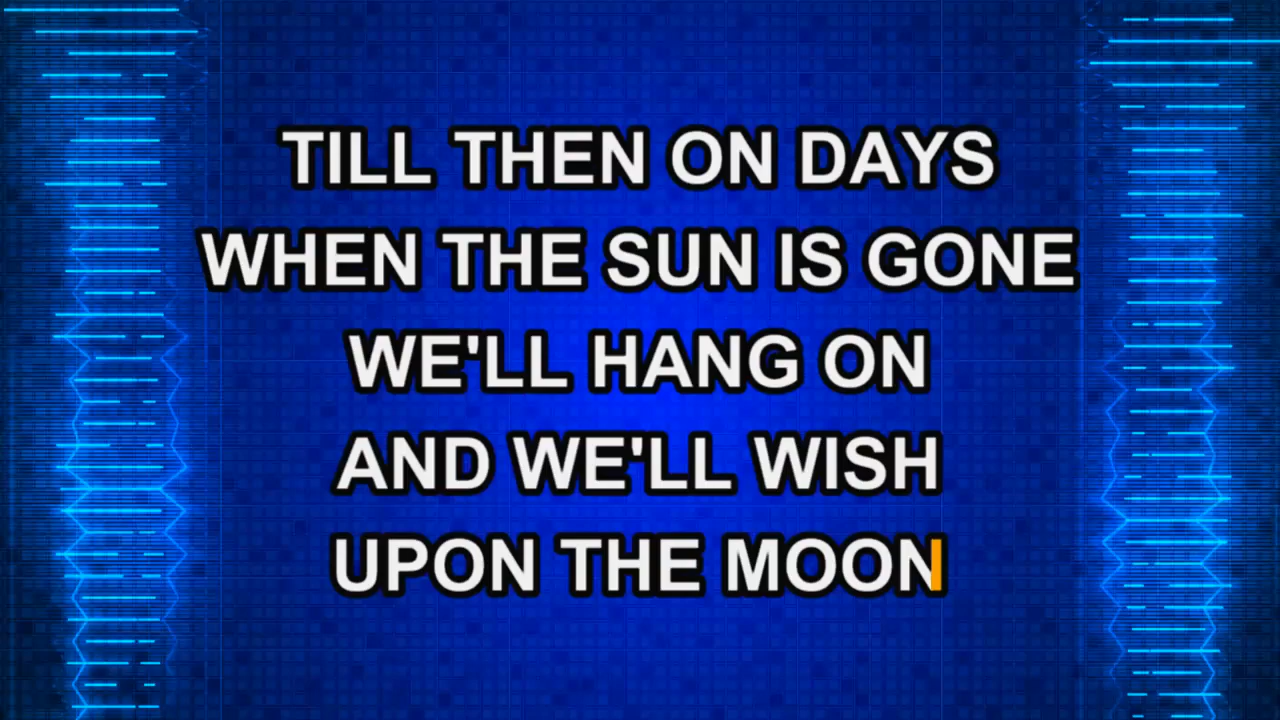 TILL THEN ON DAYS
WHEN THE SUN IS GONE
WE'LL HANG ON
AND WE'LL WISH
UPON THE MOON